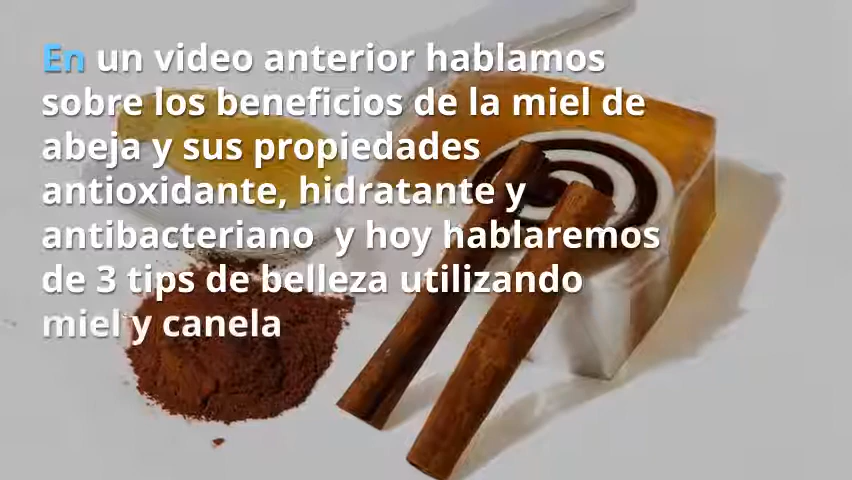 En un video anterior hablamos
sobre los beneficios de la miel de
abeja y sus propiedades
antioxidante, hidratante y
antibacteriano  y hoy hablaremos
de 3 tips de belleza utilizando
miel y canela